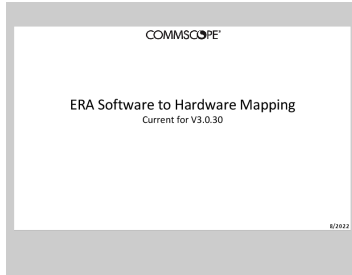 COMMSCOPE®
ERA Software to Hardware Mapping
Current for V3.0.30
8/2022